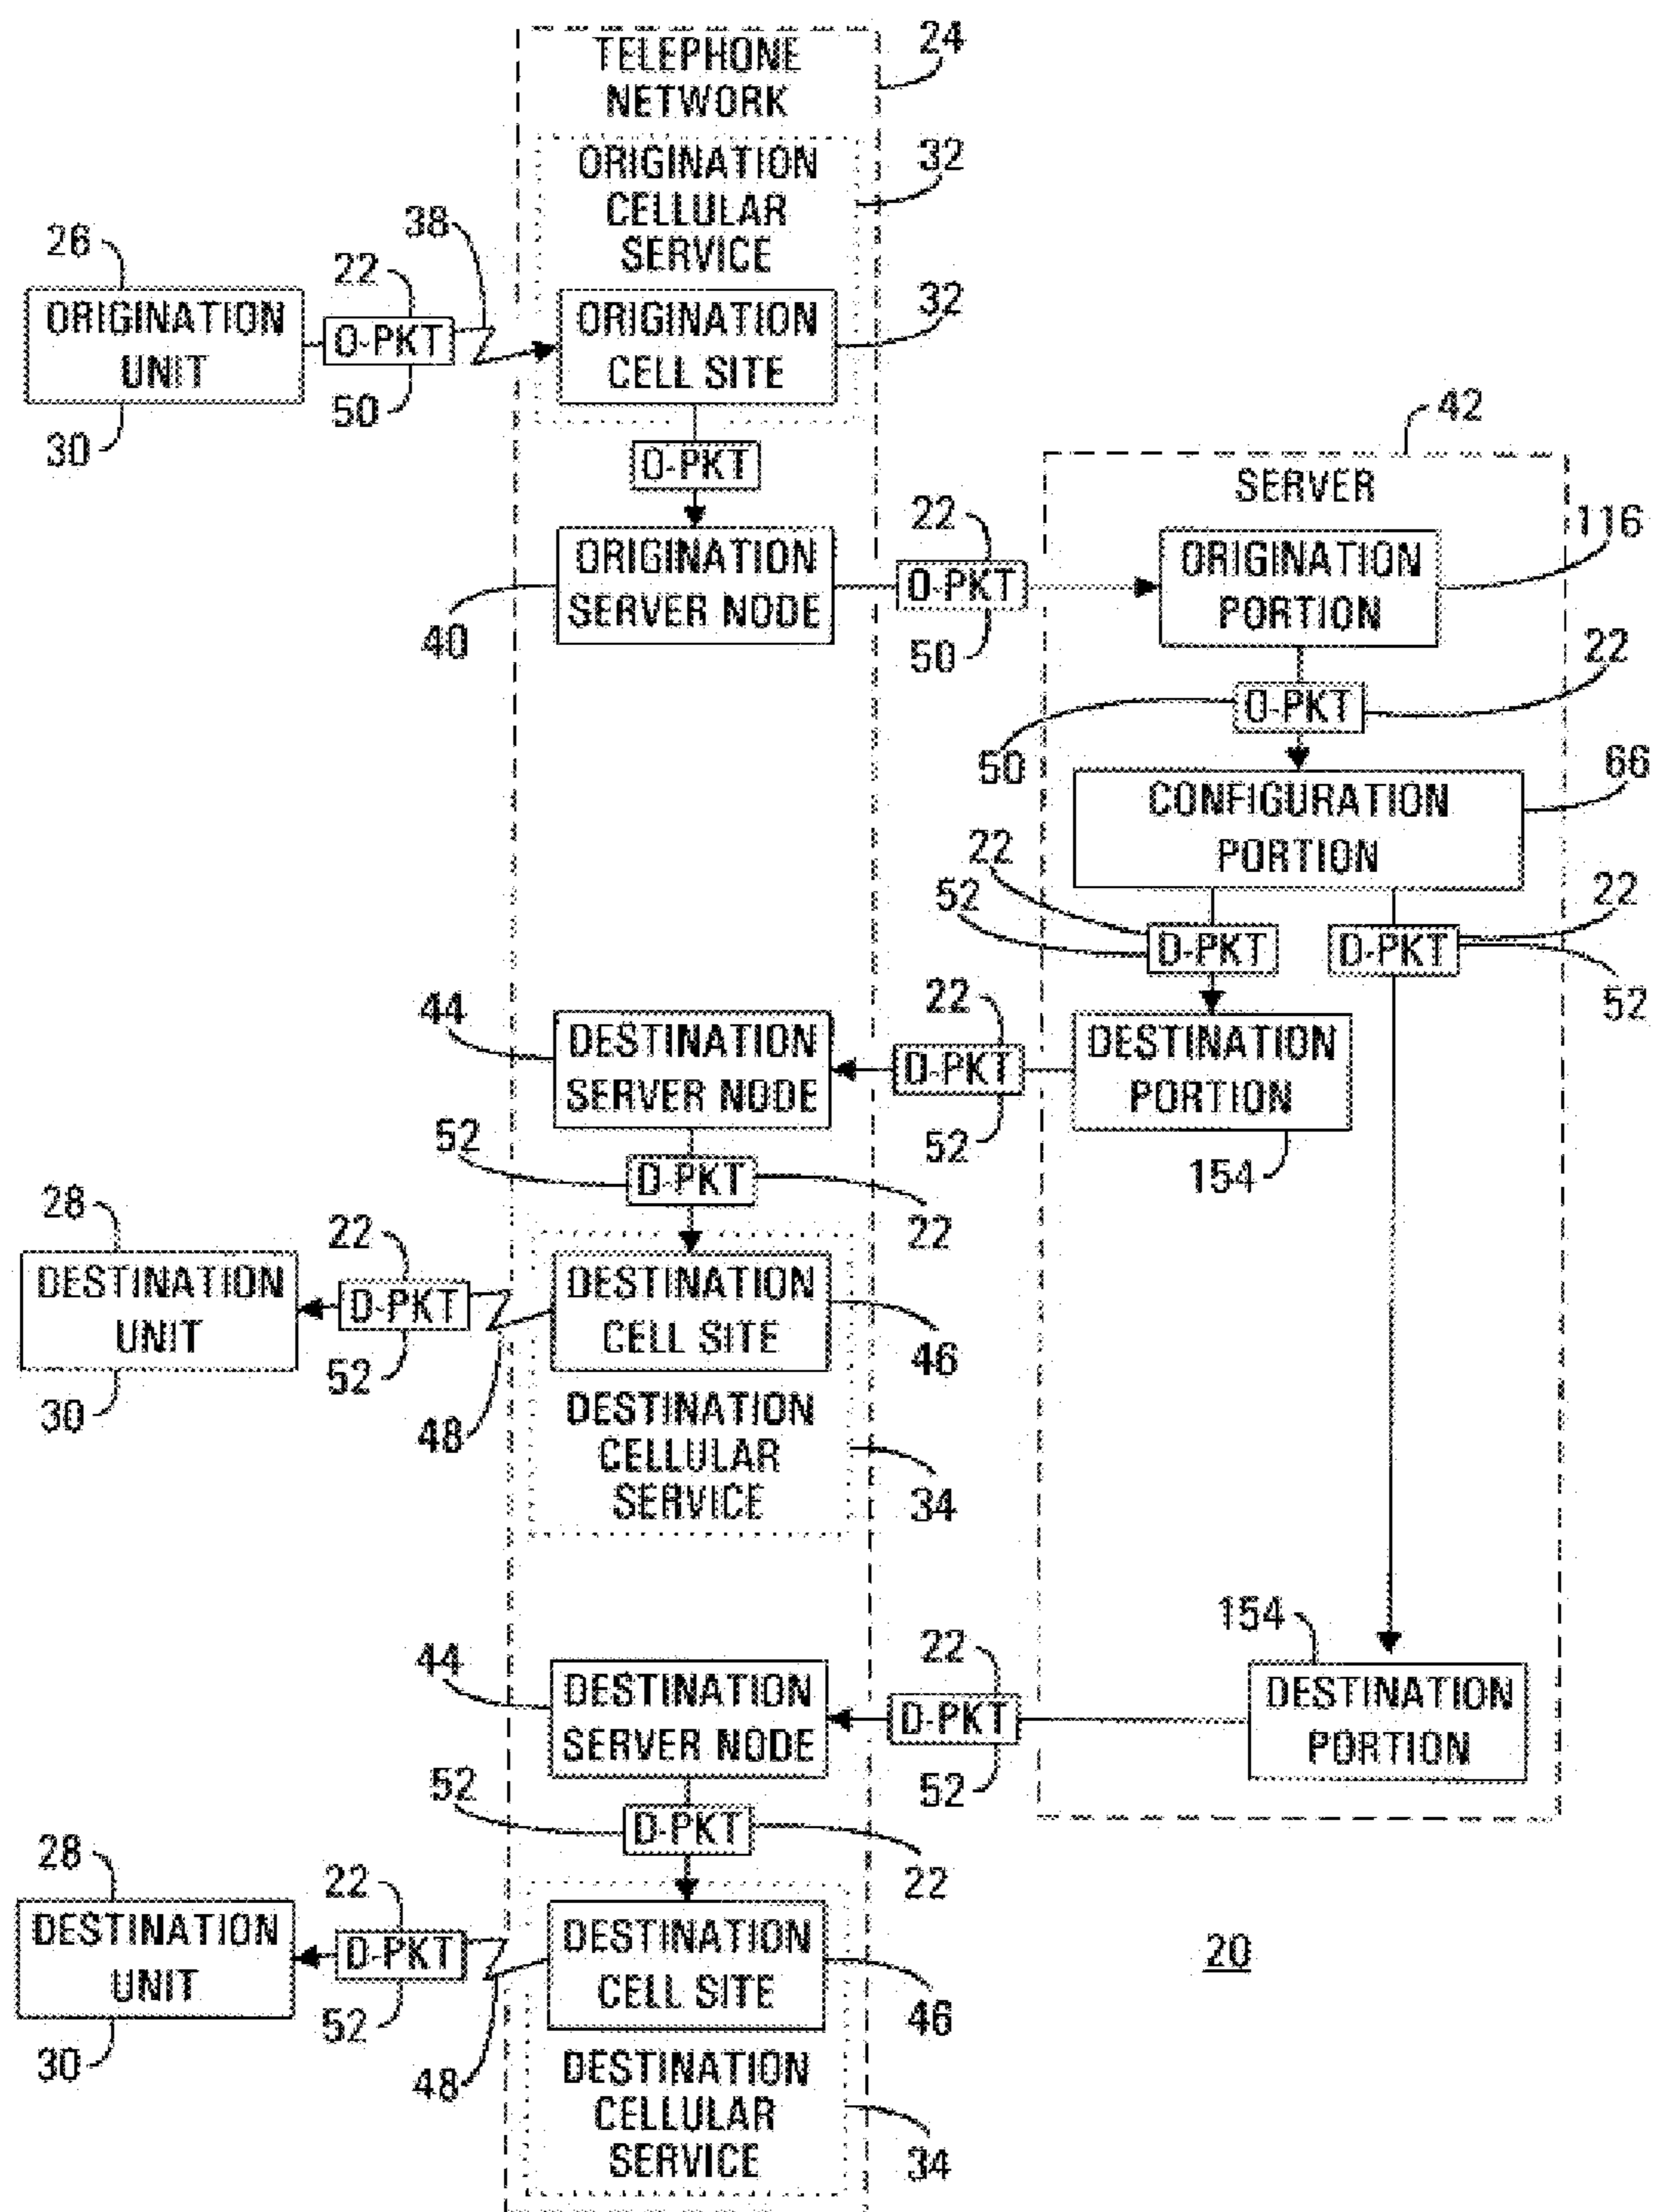 TELEPHONE
NETWORK
24
ORIGINATION
CELLULAR
SERVICE
32
26
ORIGINATION
UNIT
30
22
O-PKT
50
38
ORIGINATION
CELL SITE
32
O-PKT
ORIGINATION
SERVER NODE
40
22
O-PKT
50
42
SERVER
ORIGINATION
PORTION
116
O-PKT
22
50
CONFIGURATION
PORTION
66
22
52
D-PKT
D-PKT
22
52
44
DESTINATION
SERVER NODE
22
D-PKT
52
DESTINATION
PORTION
154
52
D-PKT
22
28
DESTINATION
UNIT
30
22
D-PKT
52
48
DESTINATION
CELL SITE
46
DESTINATION
CELLULAR
SERVICE
34
154
DESTINATION
PORTION
44
DESTINATION
SERVER NODE
22
D-PKT
52
52
D-PKT
22
28
DESTINATION
UNIT
30
22
D-PKT
52
48
DESTINATION
CELL SITE
46
DESTINATION
CELLULAR
SERVICE
34
20